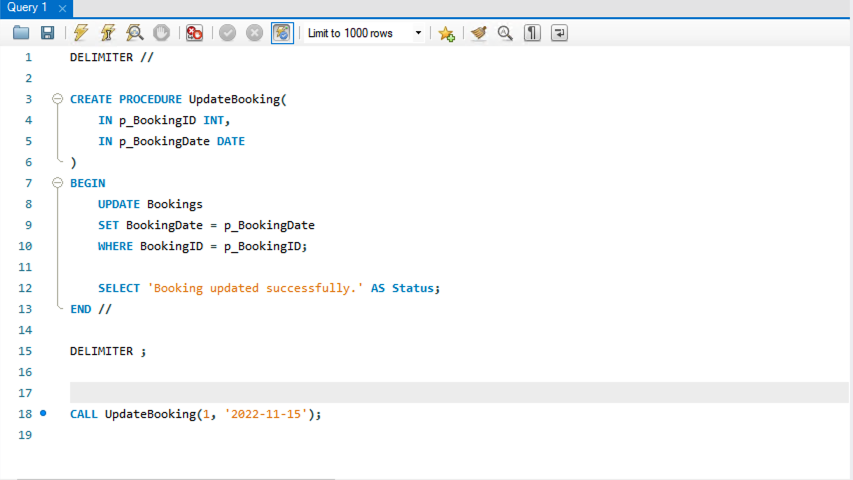 Query 1
Limit to 1000 rows
1 DELIMITER //
2
3 CREATE PROCEDURE UpdateBooking(
4 IN p_BookingID INT,
5 IN p_BookingDate DATE
6 )
7 BEGIN
8 UPDATE Bookings
9 SET BookingDate = p_BookingDate
10 WHERE BookingID = p_BookingID;
11
12 SELECT 'Booking updated successfully.' AS Status;
13 END //
14
15 DELIMITER ;
16
17
18 CALL UpdateBooking(1, '2022-11-15');
19